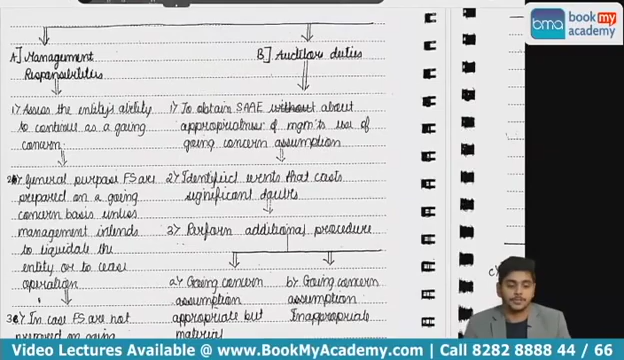 bma
book my
academy
A] Management
Responsibilities
1) Assess the entity's ability
to continue as a going
concern
2) General purpose FS are
prepared on a going
concern basis unless
management intends
to liquidate the
entity or to cease
operation
3) In case FS are not
prepared on going
B] Auditor duties
1) To obtain SAAE without about
appropriateness of mgmt's use of
going concern assumption
2) Identified events that casts
significant doubts
3) Perform additional procedure
a) Going concern
assumption
appropriate but
material
b) Going concern
assumption
Inappropriate
c)
Video Lectures Available @ www.BookMyAcademy.com | Call 8282 8888 44 / 66